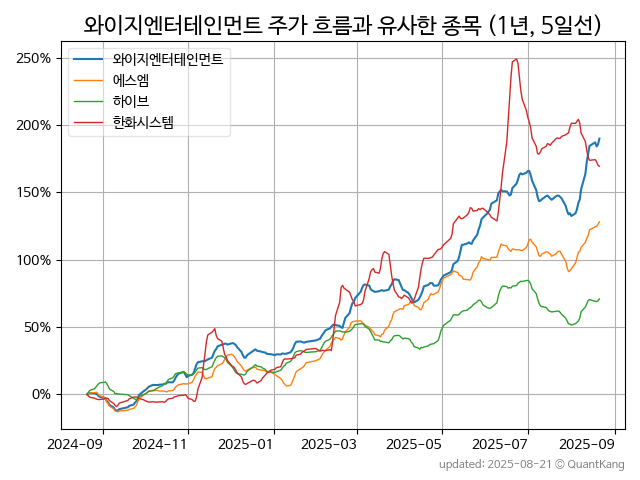 와이지엔터테인먼트 주가 흐름과 유사한 종목 (1년, 5일선)
와이지엔터테인먼트
에스엠
하이브
한화시스템
250%
200%
150%
100%
50%
0%
2024-09 2024-11 2025-01 2025-03 2025-05 2025-07 2025-09
updated: 2025-08-21 © QuantKang